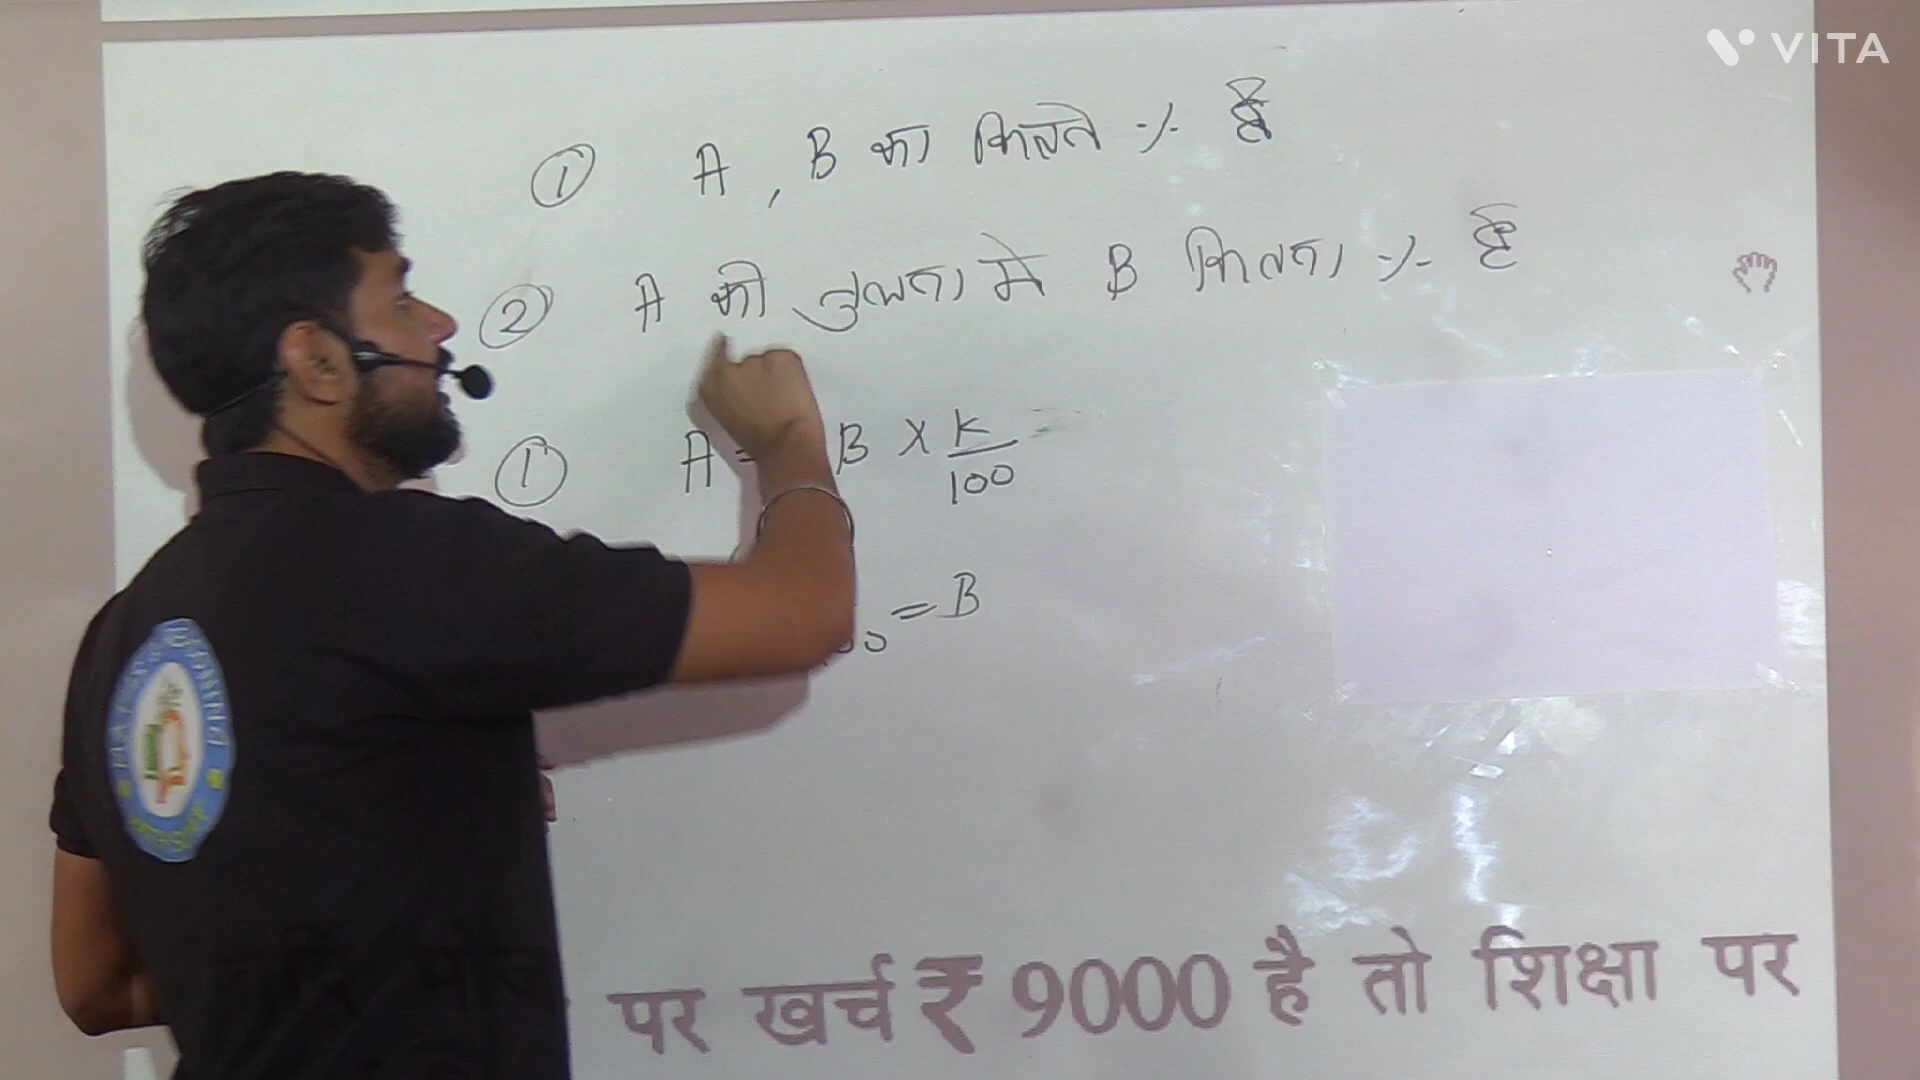 VITA
① A , B का कितने % है
② A की तुलना मे B कितना % है
① A = B × K/100
= B
पर खर्च ₹ 9000 है तो शिक्षा पर